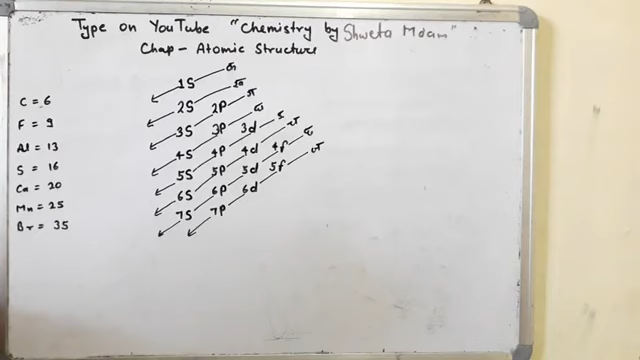 Type on YouTube "Chemistry by Shweta Mdam"
Chap - Atomic Structure
1S
C = 6
2S 2P
F = 9
3S 3P 3d
Al = 13
4S 4P 4d 4f
S = 16
5S 5P 5d 5f
Ca = 20
6S 6P 6d
Mn = 25
7S 7P
Br = 35